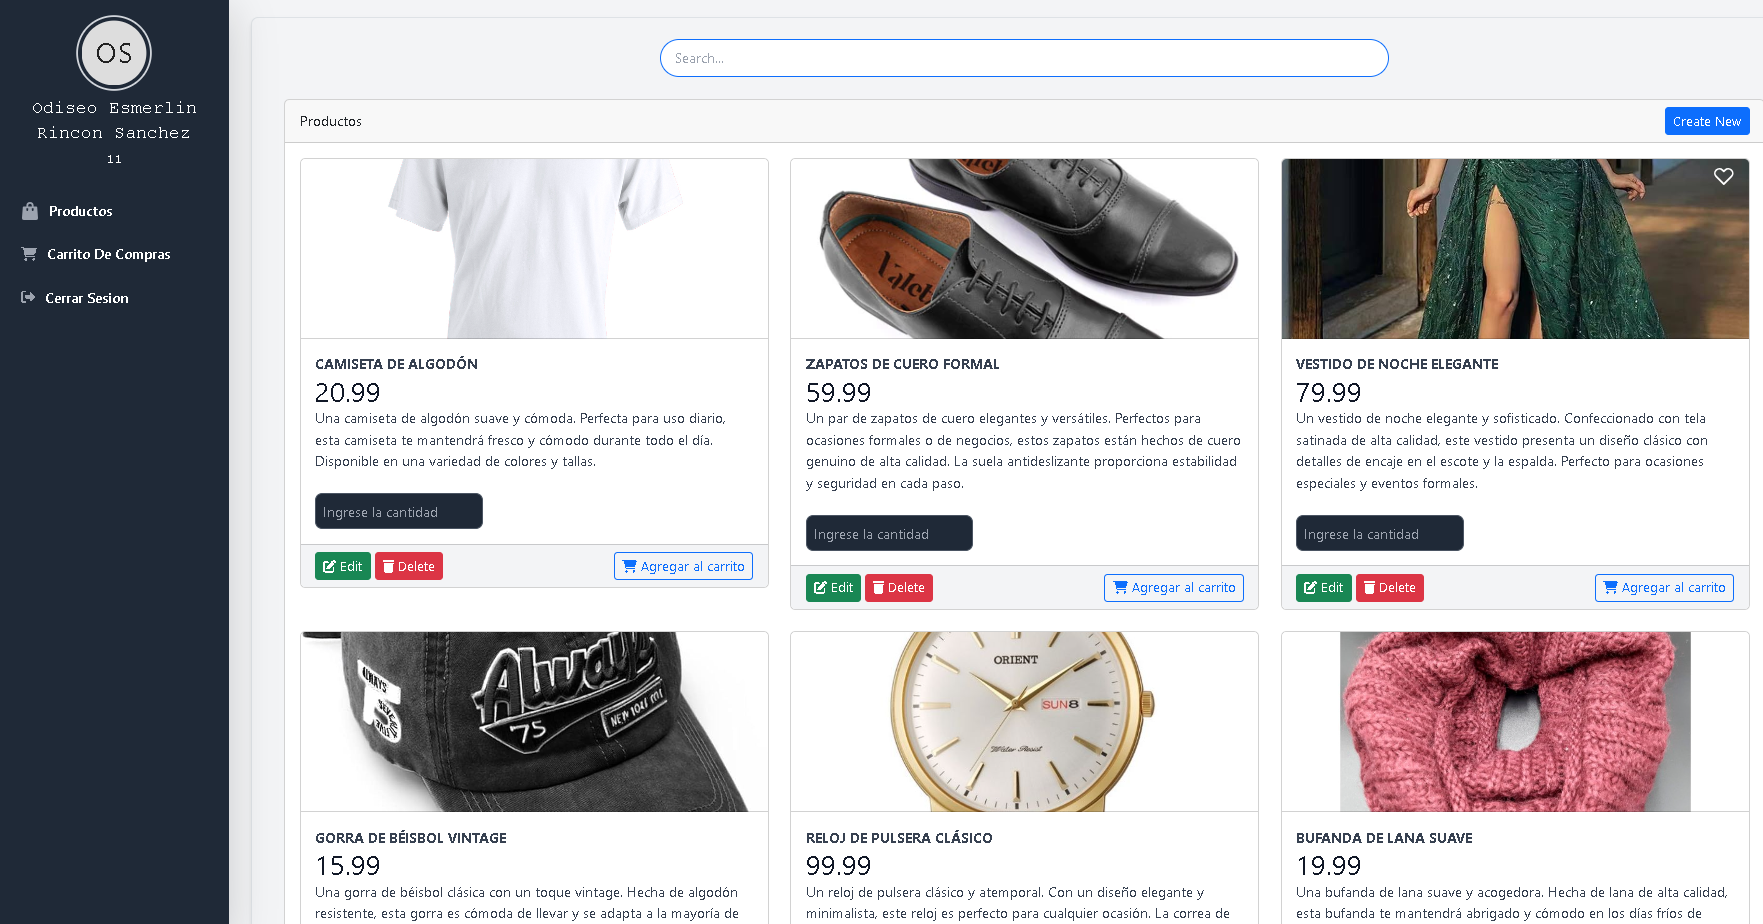 OS
Odiseo Esmerlin
Rincon Sanchez
11
Productos
Carrito De Compras
Cerrar Sesion
Search...
Productos
Create New
Valet
Valet
CAMISETA DE ALGODÓN
20.99
Una camiseta de algodón suave y cómoda. Perfecta para uso diario,
esta camiseta te mantendrá fresco y cómodo durante todo el día.
Disponible en una variedad de colores y tallas.
Ingrese la cantidad
Edit
Delete
Agregar al carrito
ZAPATOS DE CUERO FORMAL
59.99
Un par de zapatos de cuero elegantes y versátiles. Perfectos para
ocasiones formales o de negocios, estos zapatos están hechos de cuero
genuino de alta calidad. La suela antideslizante proporciona estabilidad
y seguridad en cada paso.
Ingrese la cantidad
Edit
Delete
Agregar al carrito
VESTIDO DE NOCHE ELEGANTE
79.99
Un vestido de noche elegante y sofisticado. Confeccionado con tela
satinada de alta calidad, este vestido presenta un diseño clásico con
detalles de encaje en el escote y la espalda. Perfecto para ocasiones
especiales y eventos formales.
Ingrese la cantidad
Edit
Delete
Agregar al carrito
ALWAYS
Always
75
NEW YORK
GORRA DE BÉISBOL VINTAGE
15.99
Una gorra de béisbol clásica con un toque vintage. Hecha de algodón
resistente, esta gorra es cómoda de llevar y se adapta a la mayoría de
ORIENT
SUN 8
Water Resist
RELOJ DE PULSERA CLÁSICO
99.99
Un reloj de pulsera clásico y atemporal. Con un diseño elegante y
minimalista, este reloj es perfecto para cualquier ocasión. La correa de
BUFANDA DE LANA SUAVE
19.99
Una bufanda de lana suave y acogedora. Hecha de lana de alta calidad,
esta bufanda te mantendrá abrigado y cómodo en los días fríos de